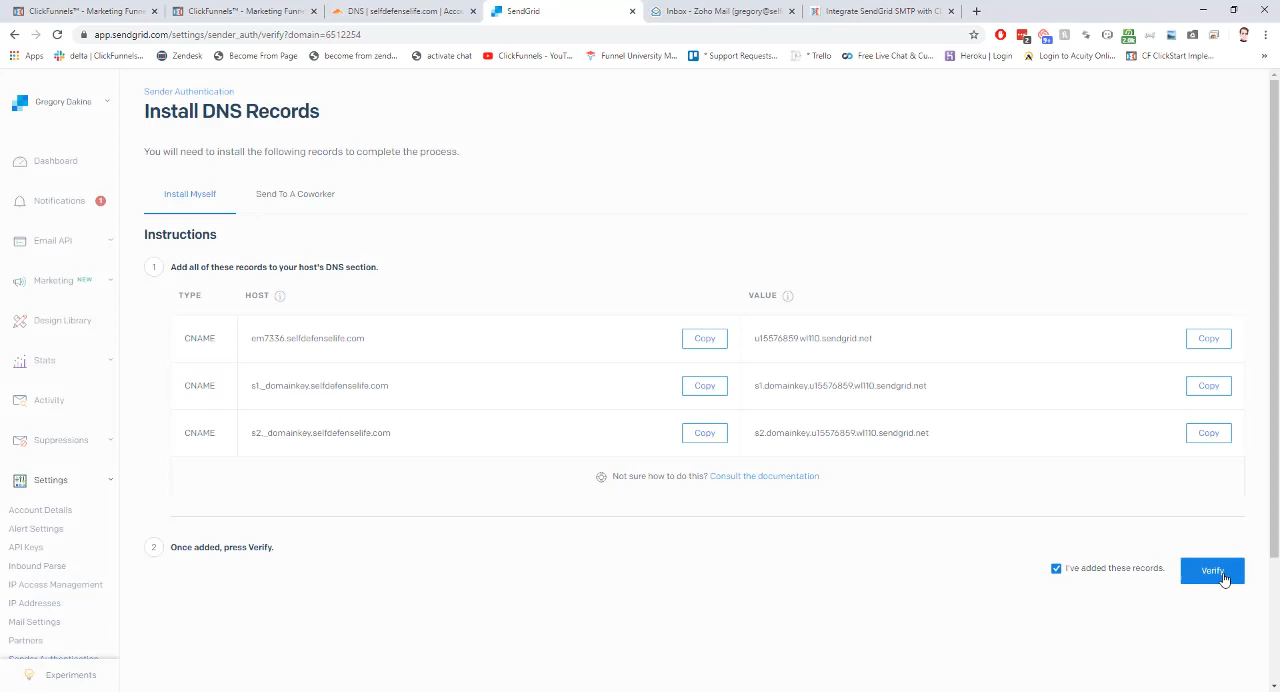 ClickFunnels™ - Marketing Funne
ClickFunnels™ - Marketing Funne
DNS | selfdefenselife.com | Accou
SendGrid
Inbox - Zoho Mail (gregory@self
Integrate SendGrid SMTP with Cl
app.sendgrid.com/settings/sender_auth/verify?domain=6512254
Apps
delta | ClickFunnels...
Zendesk
Become From Page
become from zend...
activatechat
ClickFunnels - YouT...
Funnel University M...
* Support Requests...
* Trello
Free Live Chat & Cu...
Heroku | Login
Login to Acuity Onli...
CF ClickStart Imple...
Gregory Dakins
Dashboard
Notifications 1
Email API
Marketing NEW
Design Library
Stats
Activity
Suppressions
Settings
Account Details
Alert Settings
API Keys
Inbound Parse
IP Access Management
IP Addresses
Mail Settings
Partners
Sender Authentication
Experiments
Sender Authentication
Install DNS Records
You will need to install the following records to complete the process.
Install Myself
Send To A Coworker
Instructions
1 Add all of these records to your host's DNS section.
TYPE HOST VALUE
CNAME em7336.selfdefenselife.com Copy u15576859.wl110.sendgrid.net Copy
CNAME s1._domainkey.selfdefenselife.com Copy s1.domainkey.u15576859.wl110.sendgrid.net Copy
CNAME s2._domainkey.selfdefenselife.com Copy s2.domainkey.u15576859.wl110.sendgrid.net Copy
Not sure how to do this? Consult the documentation
2 Once added, press Verify.
I've added these records.
Verify